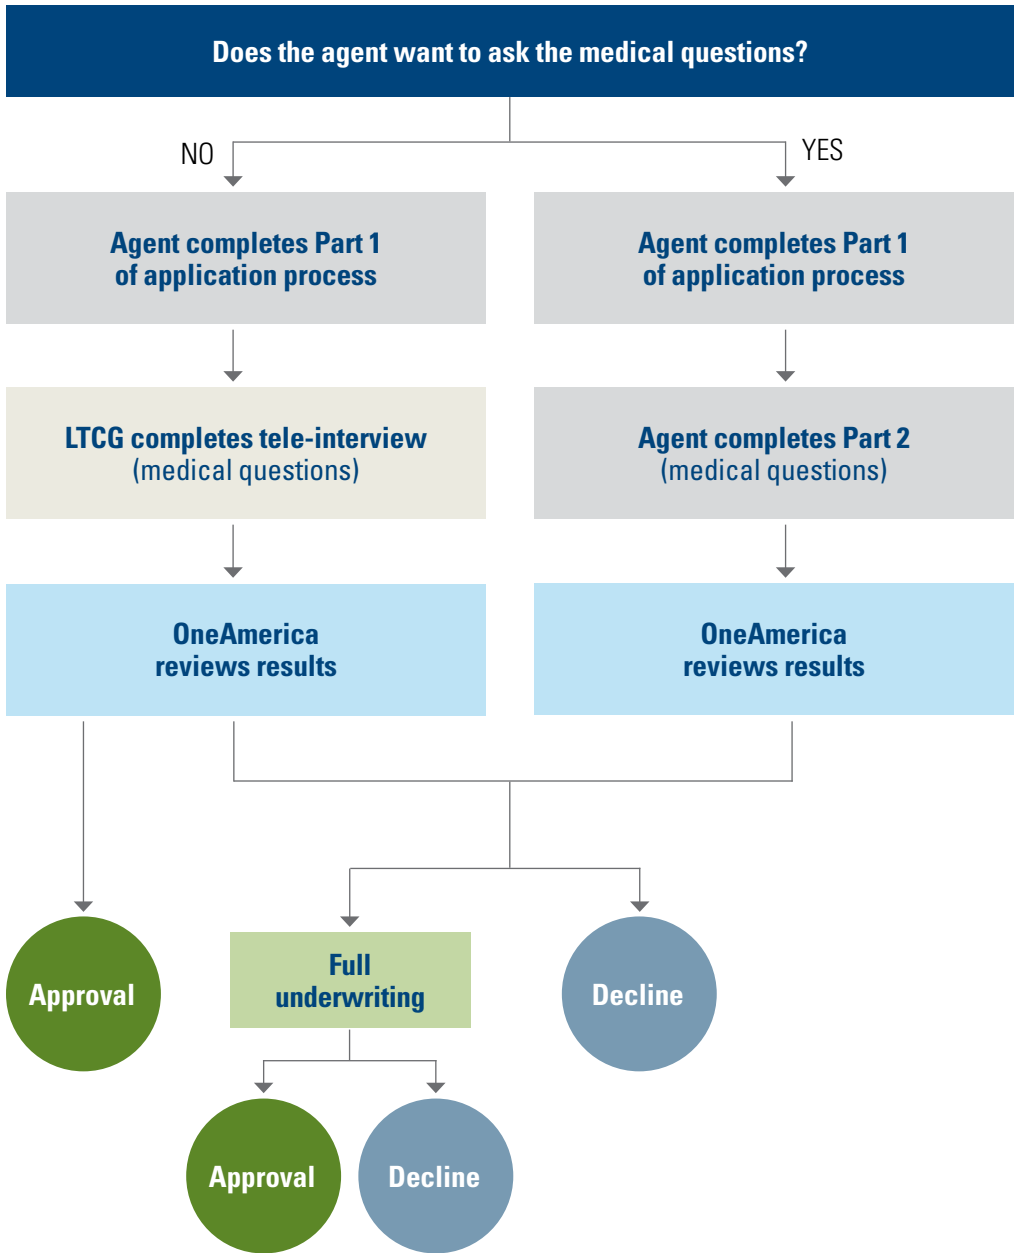 Does the agent want to ask the medical questions?
NO
YES
Agent completes Part 1
of application process
Agent completes Part 1
of application process
LTCG completes tele-interview
(medical questions)
Agent completes Part 2
(medical questions)
OneAmerica
reviews results
OneAmerica
reviews results
Approval
Full
underwriting
Decline
Approval
Decline